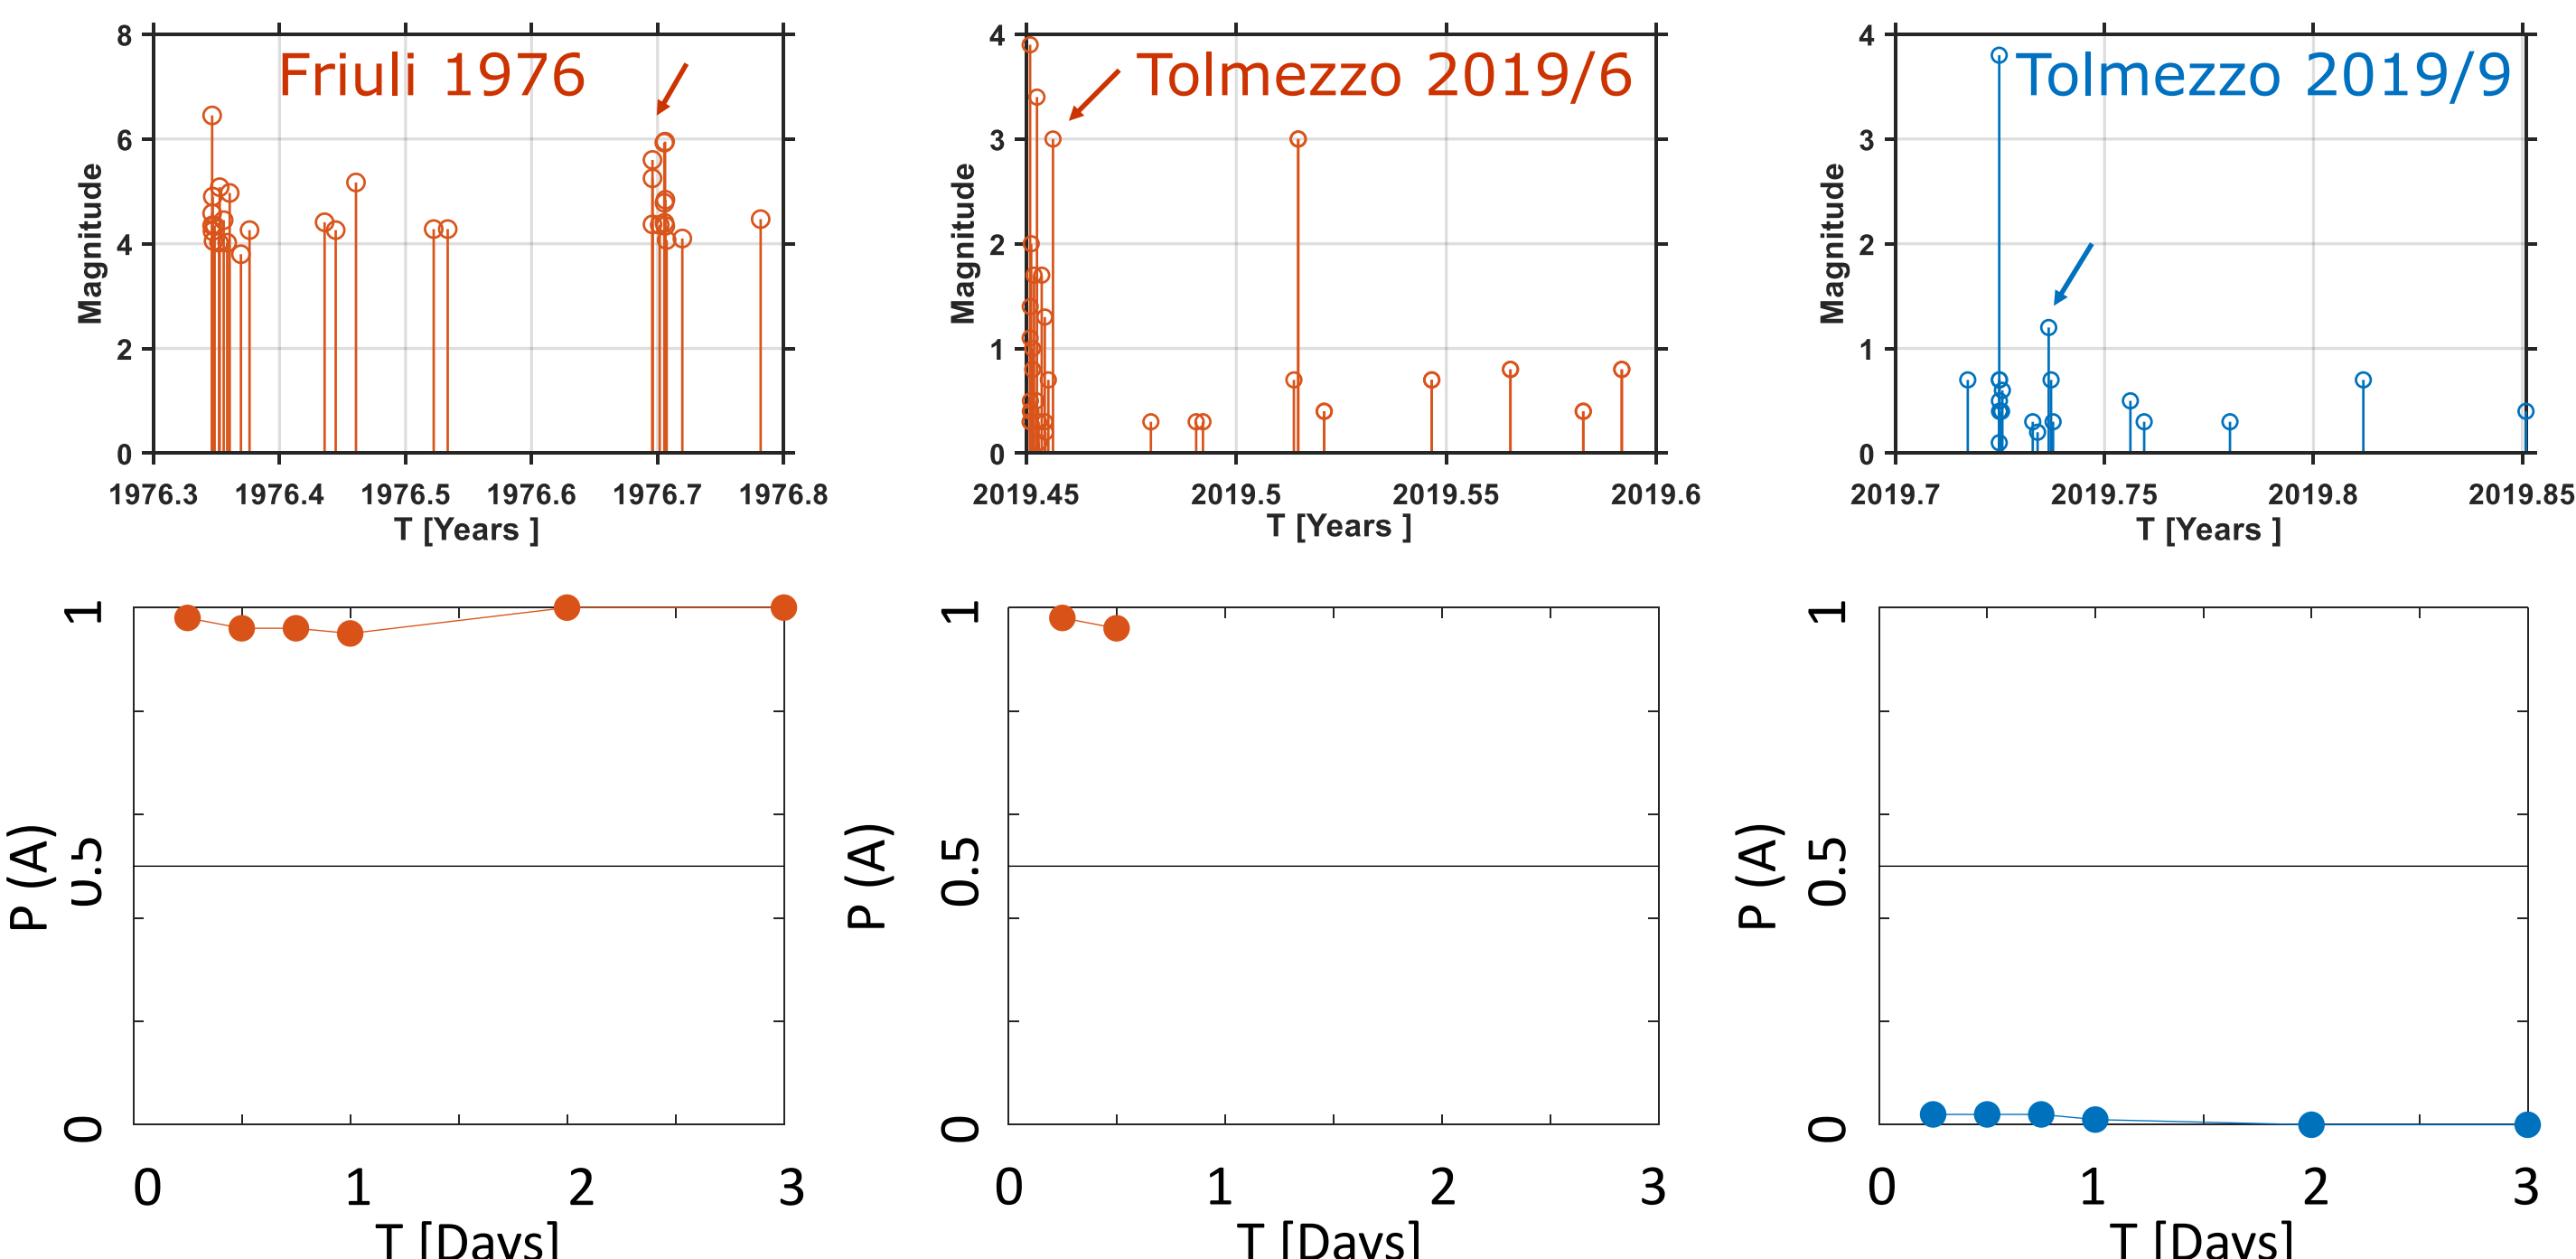 Friuli 1976
Magnitude
8
6
4
2
0
1976.3 1976.4 1976.5 1976.6 1976.7 1976.8
T [Years ]
Tolmezzo 2019/6
Magnitude
4
3
2
1
0
2019.45 2019.5 2019.55 2019.6
T [Years ]
Tolmezzo 2019/9
Magnitude
4
3
2
1
0
2019.7 2019.75 2019.8 2019.85
T [Years ]
P (A)
1
0.5
0
0 1 2 3
T [Days]
P (A)
1
0.5
0
0 1 2 3
T [Days]
P (A)
1
0.5
0
0 1 2 3
T [Days]